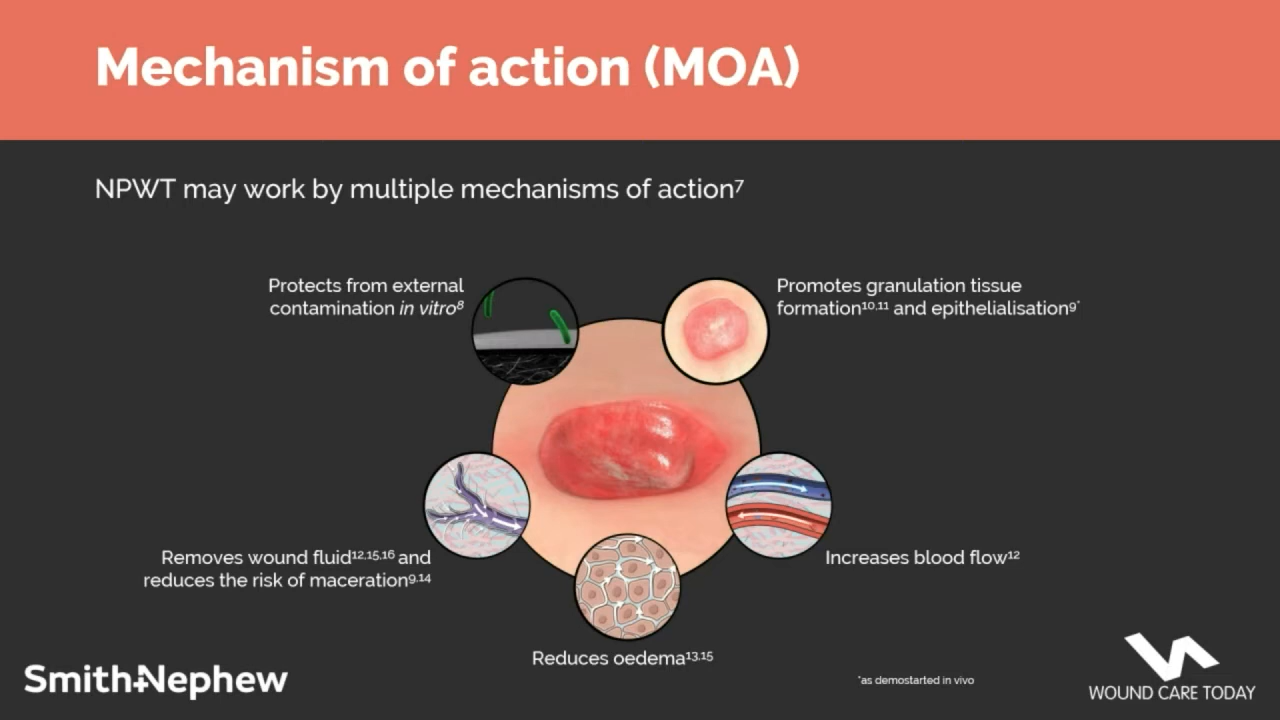 Mechanism of action (MOA)
NPWT may work by multiple mechanisms of action⁷
Protects from external
contamination in vitro⁸
Promotes granulation tissue
formation¹⁰,¹¹ and epithelialisation⁹*
Removes wound fluid¹²,¹⁵,¹⁶ and
reduces the risk of maceration⁹,¹⁴
Increases blood flow¹²
Reduces oedema¹³,¹⁵
*as demostarted in vivo
Smith+Nephew
WOUND CARE TODAY